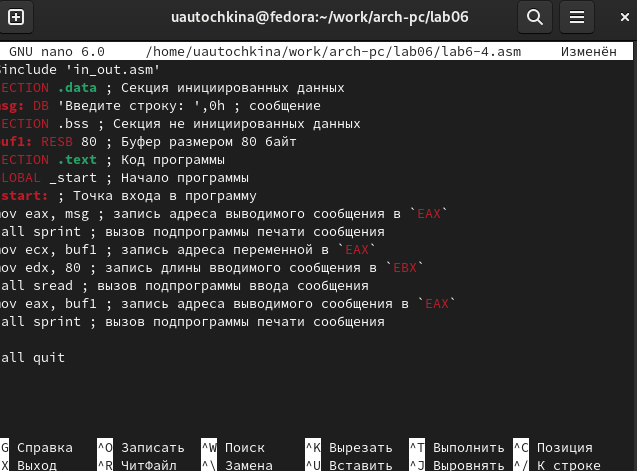 uautochkina@fedora:~/work/arch-pc/lab06
GNU nano 6.0 /home/uautochkina/work/arch-pc/lab06/lab6-4.asm Изменён
%include 'in_out.asm'
ECTION .data ; Секция инициированных данных
msg: DB 'Введите строку: ',0h ; сообщение
ECTION .bss ; Секция не инициированных данных
buf1: RESB 80 ; Буфер размером 80 байт
ECTION .text ; Код программы
LOBAL _start ; Начало программы
start: ; Точка входа в программу
mov eax, msg ; запись адреса выводимого сообщения в `EAX`
all sprint ; вызов подпрограммы печати сообщения
mov ecx, buf1 ; запись адреса переменной в `EAX`
mov edx, 80 ; запись длины вводимого сообщения в `EBX`
all sread ; вызов подпрограммы ввода сообщения
mov eax, buf1 ; запись адреса выводимого сообщения в `EAX`
all sprint ; вызов подпрограммы печати сообщения
all quit
G Справка ^O Записать ^W Поиск ^K Вырезать ^T Выполнить ^C Позиция
X Выход ^R ЧитФайл ^\ Замена ^U Вставить ^J Выровнять ^/ К строке